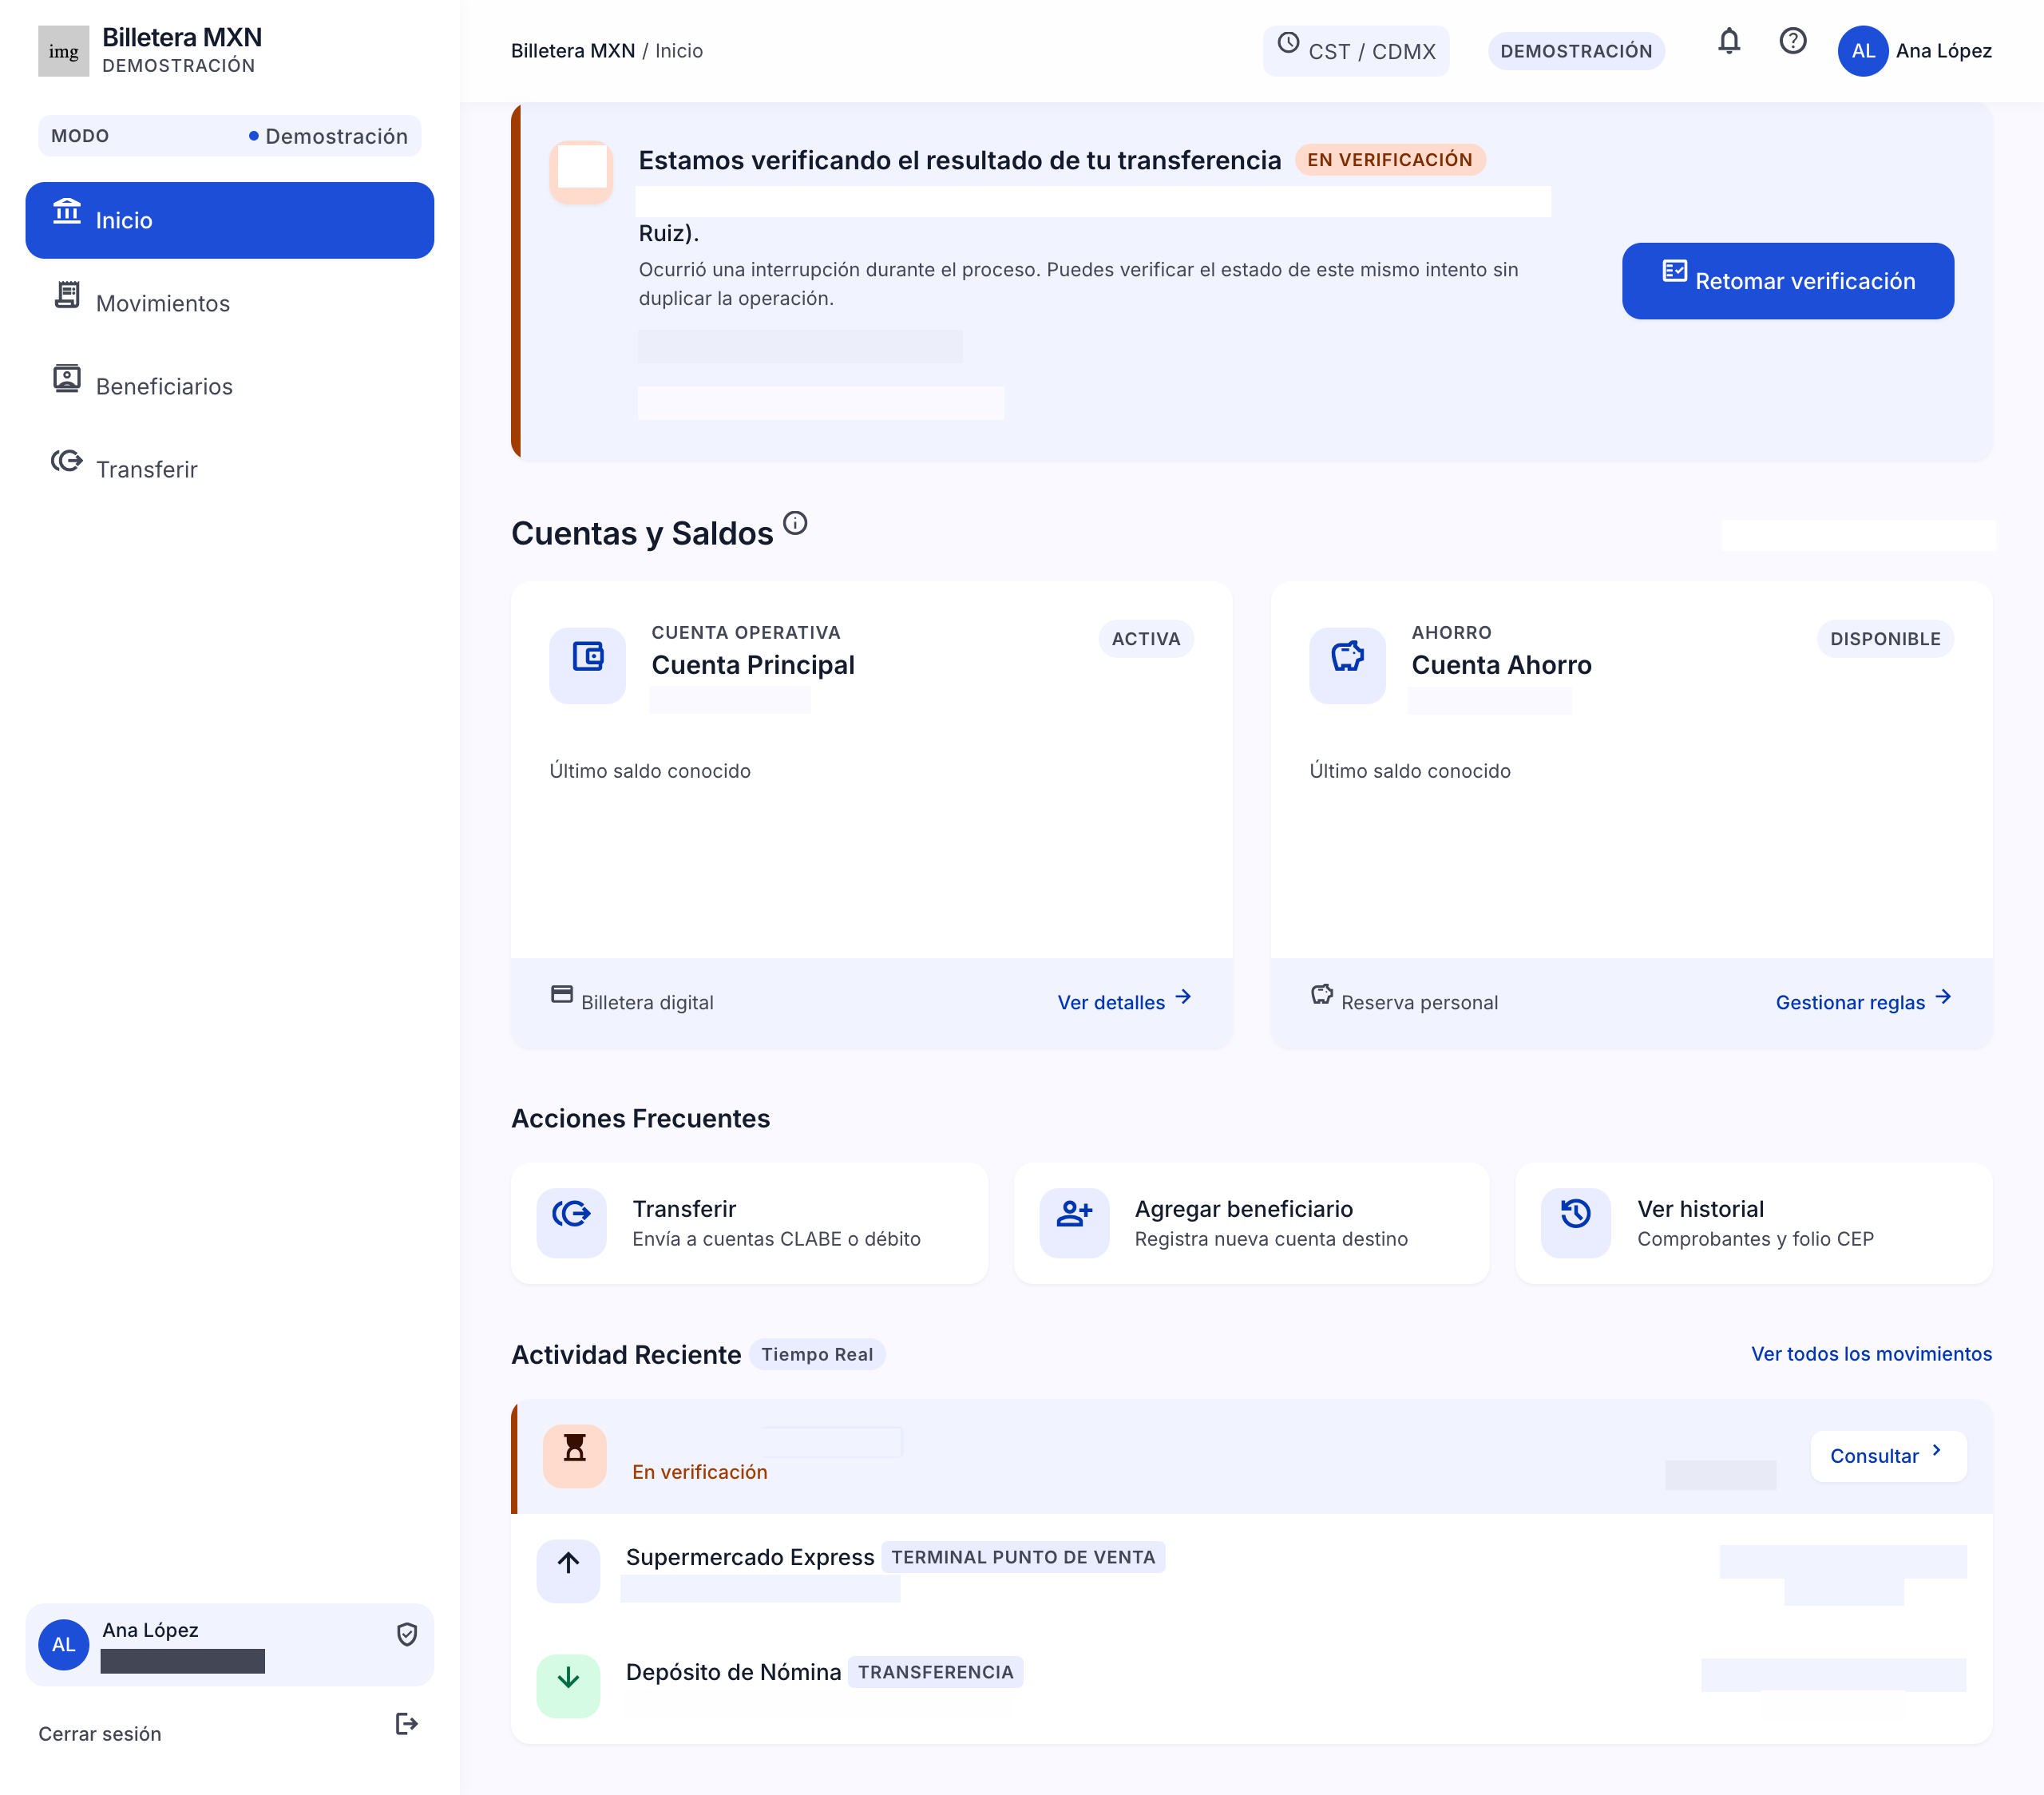 img
Billetera MXN
DEMOSTRACIÓN
MODO
Demostración
Inicio
Movimientos
Beneficiarios
Transferir
AL
Ana López
Cerrar sesión
Billetera MXN / Inicio
CST / CDMX
DEMOSTRACIÓN
AL
Ana López
Estamos verificando el resultado de tu transferencia
EN VERIFICACIÓN
Ruiz).
Ocurrió una interrupción durante el proceso. Puedes verificar el estado de este mismo intento sin
duplicar la operación.
Retomar verificación
Cuentas y Saldos
CUENTA OPERATIVA
Cuenta Principal
ACTIVA
Último saldo conocido
Billetera digital
Ver detalles
AHORRO
Cuenta Ahorro
DISPONIBLE
Último saldo conocido
Reserva personal
Gestionar reglas
Acciones Frecuentes
Transferir
Envía a cuentas CLABE o débito
Agregar beneficiario
Registra nueva cuenta destino
Ver historial
Comprobantes y folio CEP
Actividad Reciente
Tiempo Real
Ver todos los movimientos
En verificación
Consultar
Supermercado Express
TERMINAL PUNTO DE VENTA
Depósito de Nómina
TRANSFERENCIA